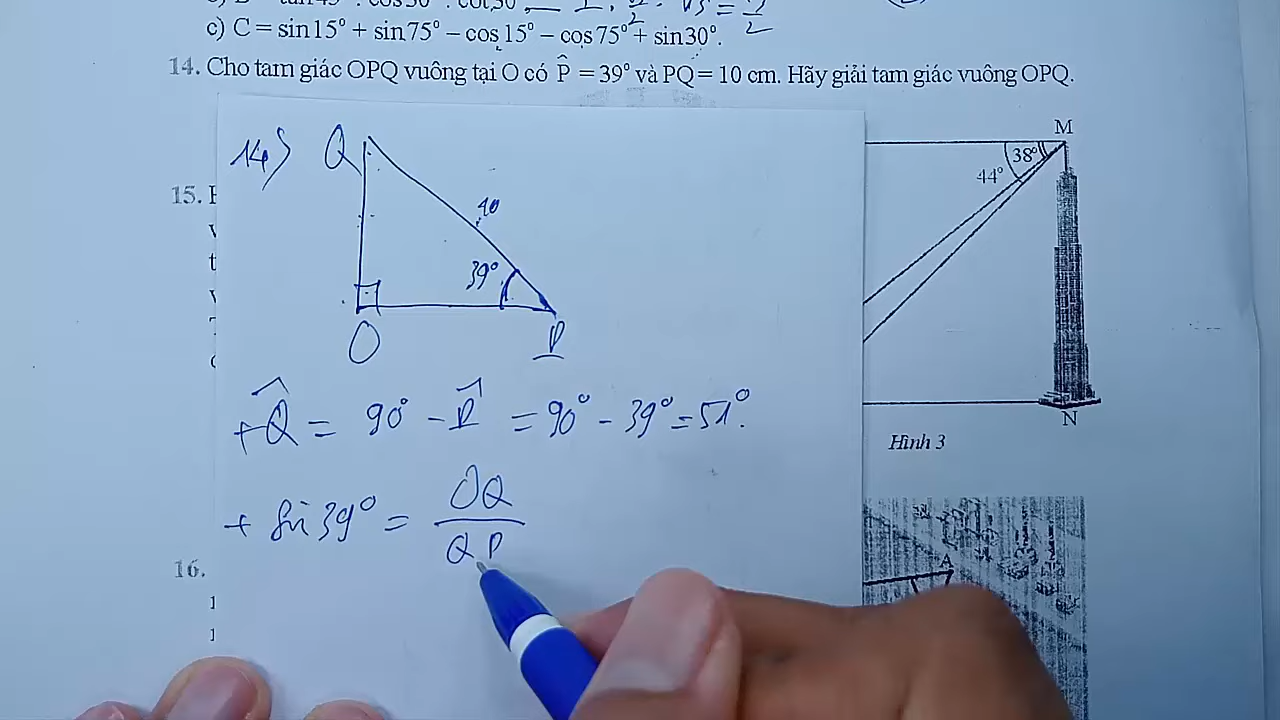 c) C = sin15° + sin75° – cos15° – cos75° + sin30°.
14. Cho tam giác OPQ vuông tại O có P̂ = 39° và PQ = 10 cm. Hãy giải tam giác vuông OPQ.
14)
Q
10
39°
O
P
+ Q̂ = 90° - P̂ = 90° - 39° = 51°.
+ sin 39° = OQ / QP
15.
16.
M
38°
44°
N
Hình 3
A